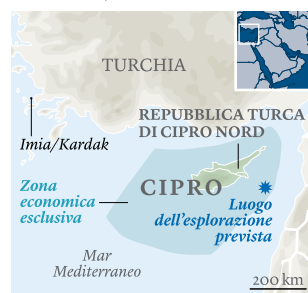 TURCHIA
REPUBBLICA TURCA
DI CIPRO NORD
Imia/Kardak
Zona
economica
esclusiva
CIPRO
Luogo
dell'esplorazione
prevista
Mar
Mediterraneo
200 km